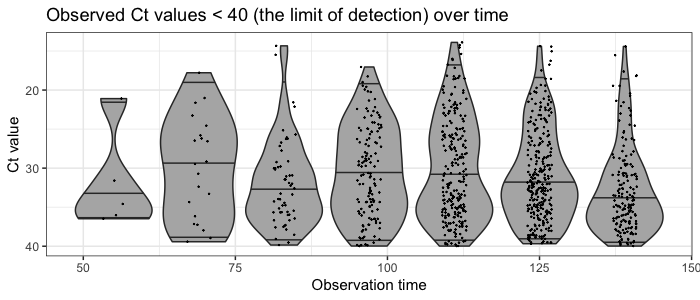 Observed Ct values < 40 (the limit of detection) over time
Ct value
20
30
40
50
75
100
125
150
Observation time